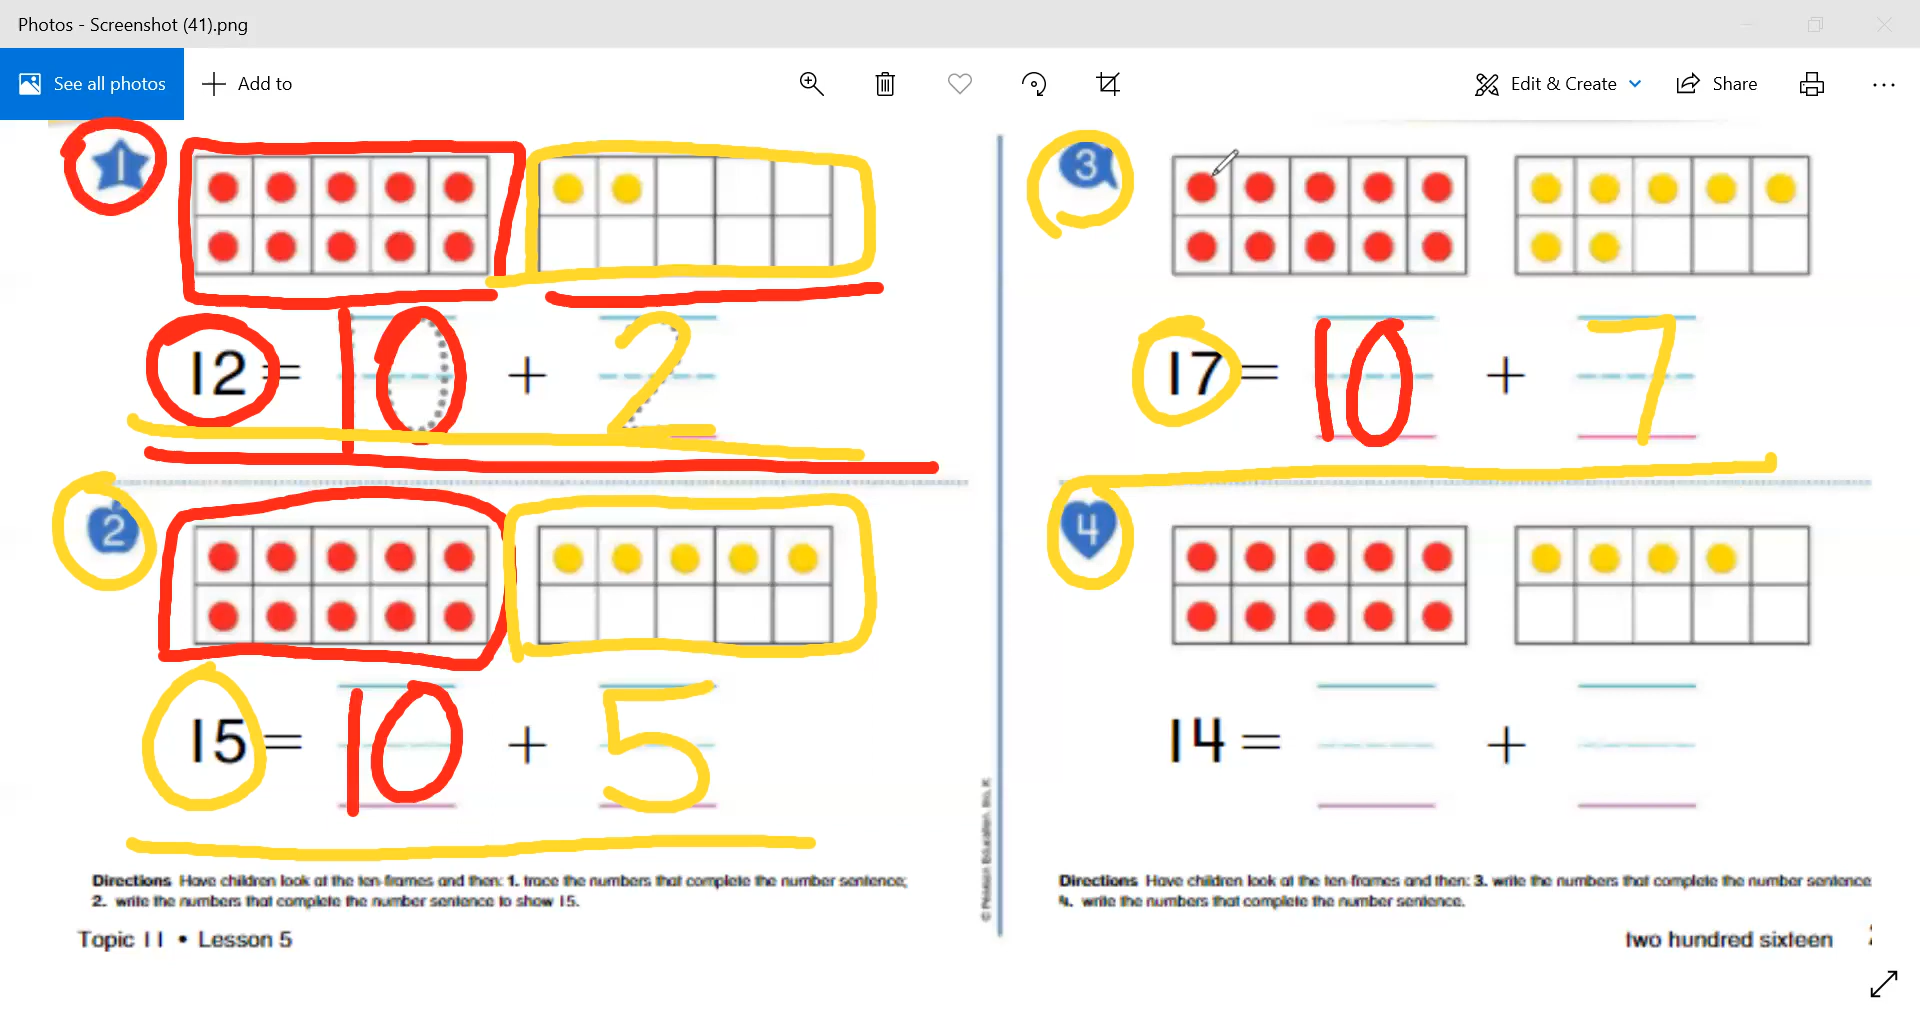 Photos - Screenshot (41).png
See all photos
Add to
Edit & Create
Share
1
12 = 10 + 2
2
15 = 10 + 5
Directions Have children look at the ten-frames and then: 1. trace the numbers that complete the number sentence;
2. write the numbers that complete the number sentence to show 15.
Topic 11 • Lesson 5
© Pearson Education, Inc. K
3
17 = 10 + 7
4
14 = +
Directions Have children look at the ten-frames and then: 3. write the numbers that complete the number sentence
4. write the numbers that complete the number sentence.
two hundred sixteen